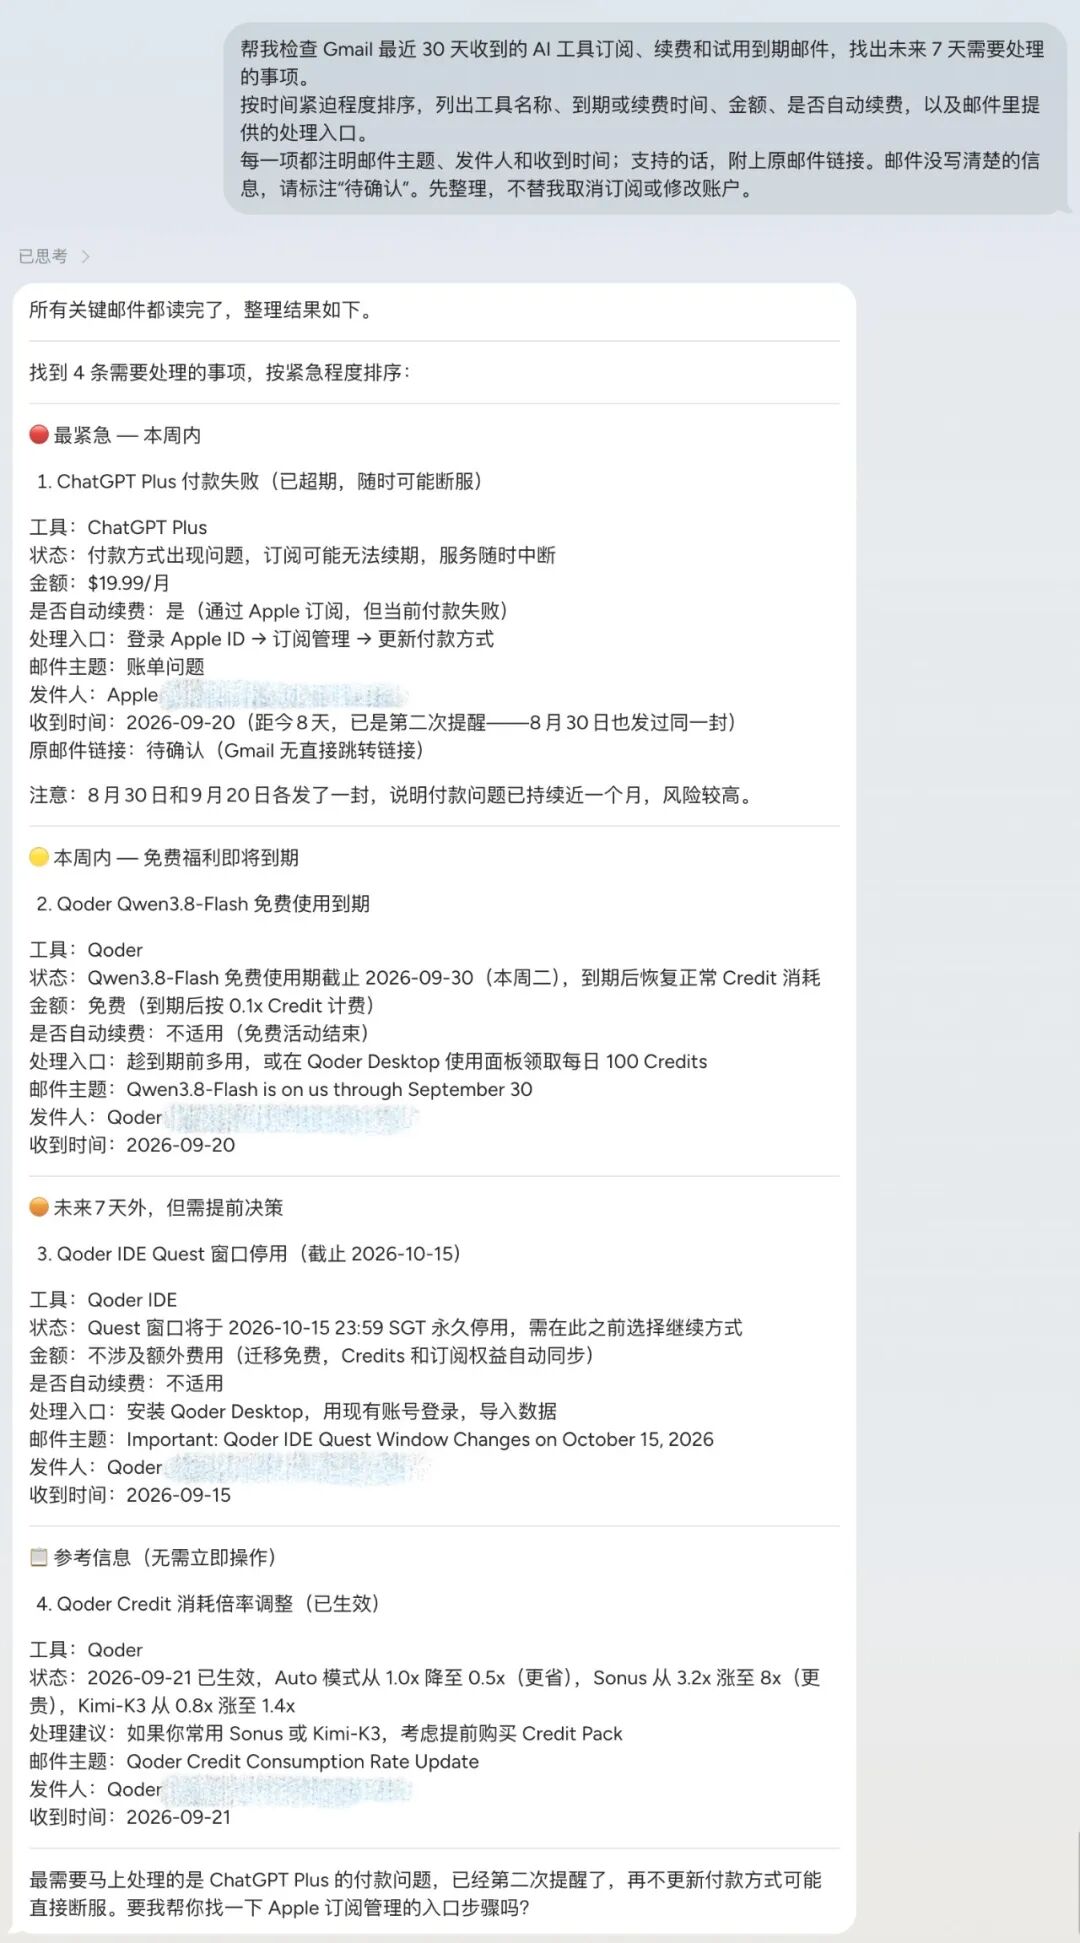 帮我检查 Gmail 最近 30 天收到的 AI 工具订阅、续费和试用到期邮件，找出未来 7 天需要处理
的事项。
按时间紧迫程度排序，列出工具名称、到期或续费时间、金额、是否自动续费，以及邮件里提
供的处理入口。
每一项都注明邮件主题、发件人和收到时间；支持的话，附上原邮件链接。邮件没写清楚的信
息，请标注“待确认”。先整理，不替我取消订阅或修改账户。
已思考
所有关键邮件都读完了，整理结果如下。
找到 4 条需要处理的事项，按紧急程度排序：
最紧急 — 本周内
1. ChatGPT Plus 付款失败（已超期，随时可能断服）
工具：ChatGPT Plus
状态：付款方式出现问题，订阅可能无法续期，服务随时中断
金额：$19.99/月
是否自动续费：是（通过 Apple 订阅，但当前付款失败）
处理入口：登录 Apple ID → 订阅管理 → 更新付款方式
邮件主题：账单问题
发件人：Apple
收到时间：2026-09-20（距今 8 天，已是第二次提醒——8 月 30 日也发过同一封）
原邮件链接：待确认（Gmail 无直接跳转链接）
注意：8 月 30 日和 9 月 20 日各发了一封，说明付款问题已持续近一个月，风险较高。
本周内 — 免费福利即将到期
2. Qoder Qwen3.8-Flash 免费使用到期
工具：Qoder
状态：Qwen3.8-Flash 免费使用期截止 2026-09-30（本周二），到期后恢复正常 Credit 消耗
金额：免费（到期后按 0.1x Credit 计费）
是否自动续费：不适用（免费活动结束）
处理入口：趁到期前多用，或在 Qoder Desktop 使用面板领取每日 100 Credits
邮件主题：Qwen3.8-Flash is on us through September 30
发件人：Qoder
收到时间：2026-09-20
未来 7 天外，但需提前决策
3. Qoder IDE Quest 窗口停用（截止 2026-10-15）
工具：Qoder IDE
状态：Quest 窗口将于 2026-10-15 23:59 SGT 永久停用，需在此之前选择继续方式
金额：不涉及额外费用（迁移免费，Credits 和订阅权益自动同步）
是否自动续费：不适用
处理入口：安装 Qoder Desktop，用现有账号登录，导入数据
邮件主题：Important: Qoder IDE Quest Window Changes on October 15, 2026
发件人：Qoder
收到时间：2026-09-15
参考信息（无需立即操作）
4. Qoder Credit 消耗倍率调整（已生效）
工具：Qoder
状态：2026-09-21 已生效，Auto 模式从 1.0x 降至 0.5x（更省），Sonus 从 3.2x 涨至 8x（更
贵），Kimi-K3 从 0.8x 涨至 1.4x
处理建议：如果你常用 Sonus 或 Kimi-K3，考虑提前购买 Credit Pack
邮件主题：Qoder Credit Consumption Rate Update
发件人：Qoder
收到时间：2026-09-21
最需要马上处理的是 ChatGPT Plus 的付款问题，已经第二次提醒了，再不更新付款方式可能
直接断服。要我帮你找一下 Apple 订阅管理的入口步骤吗？